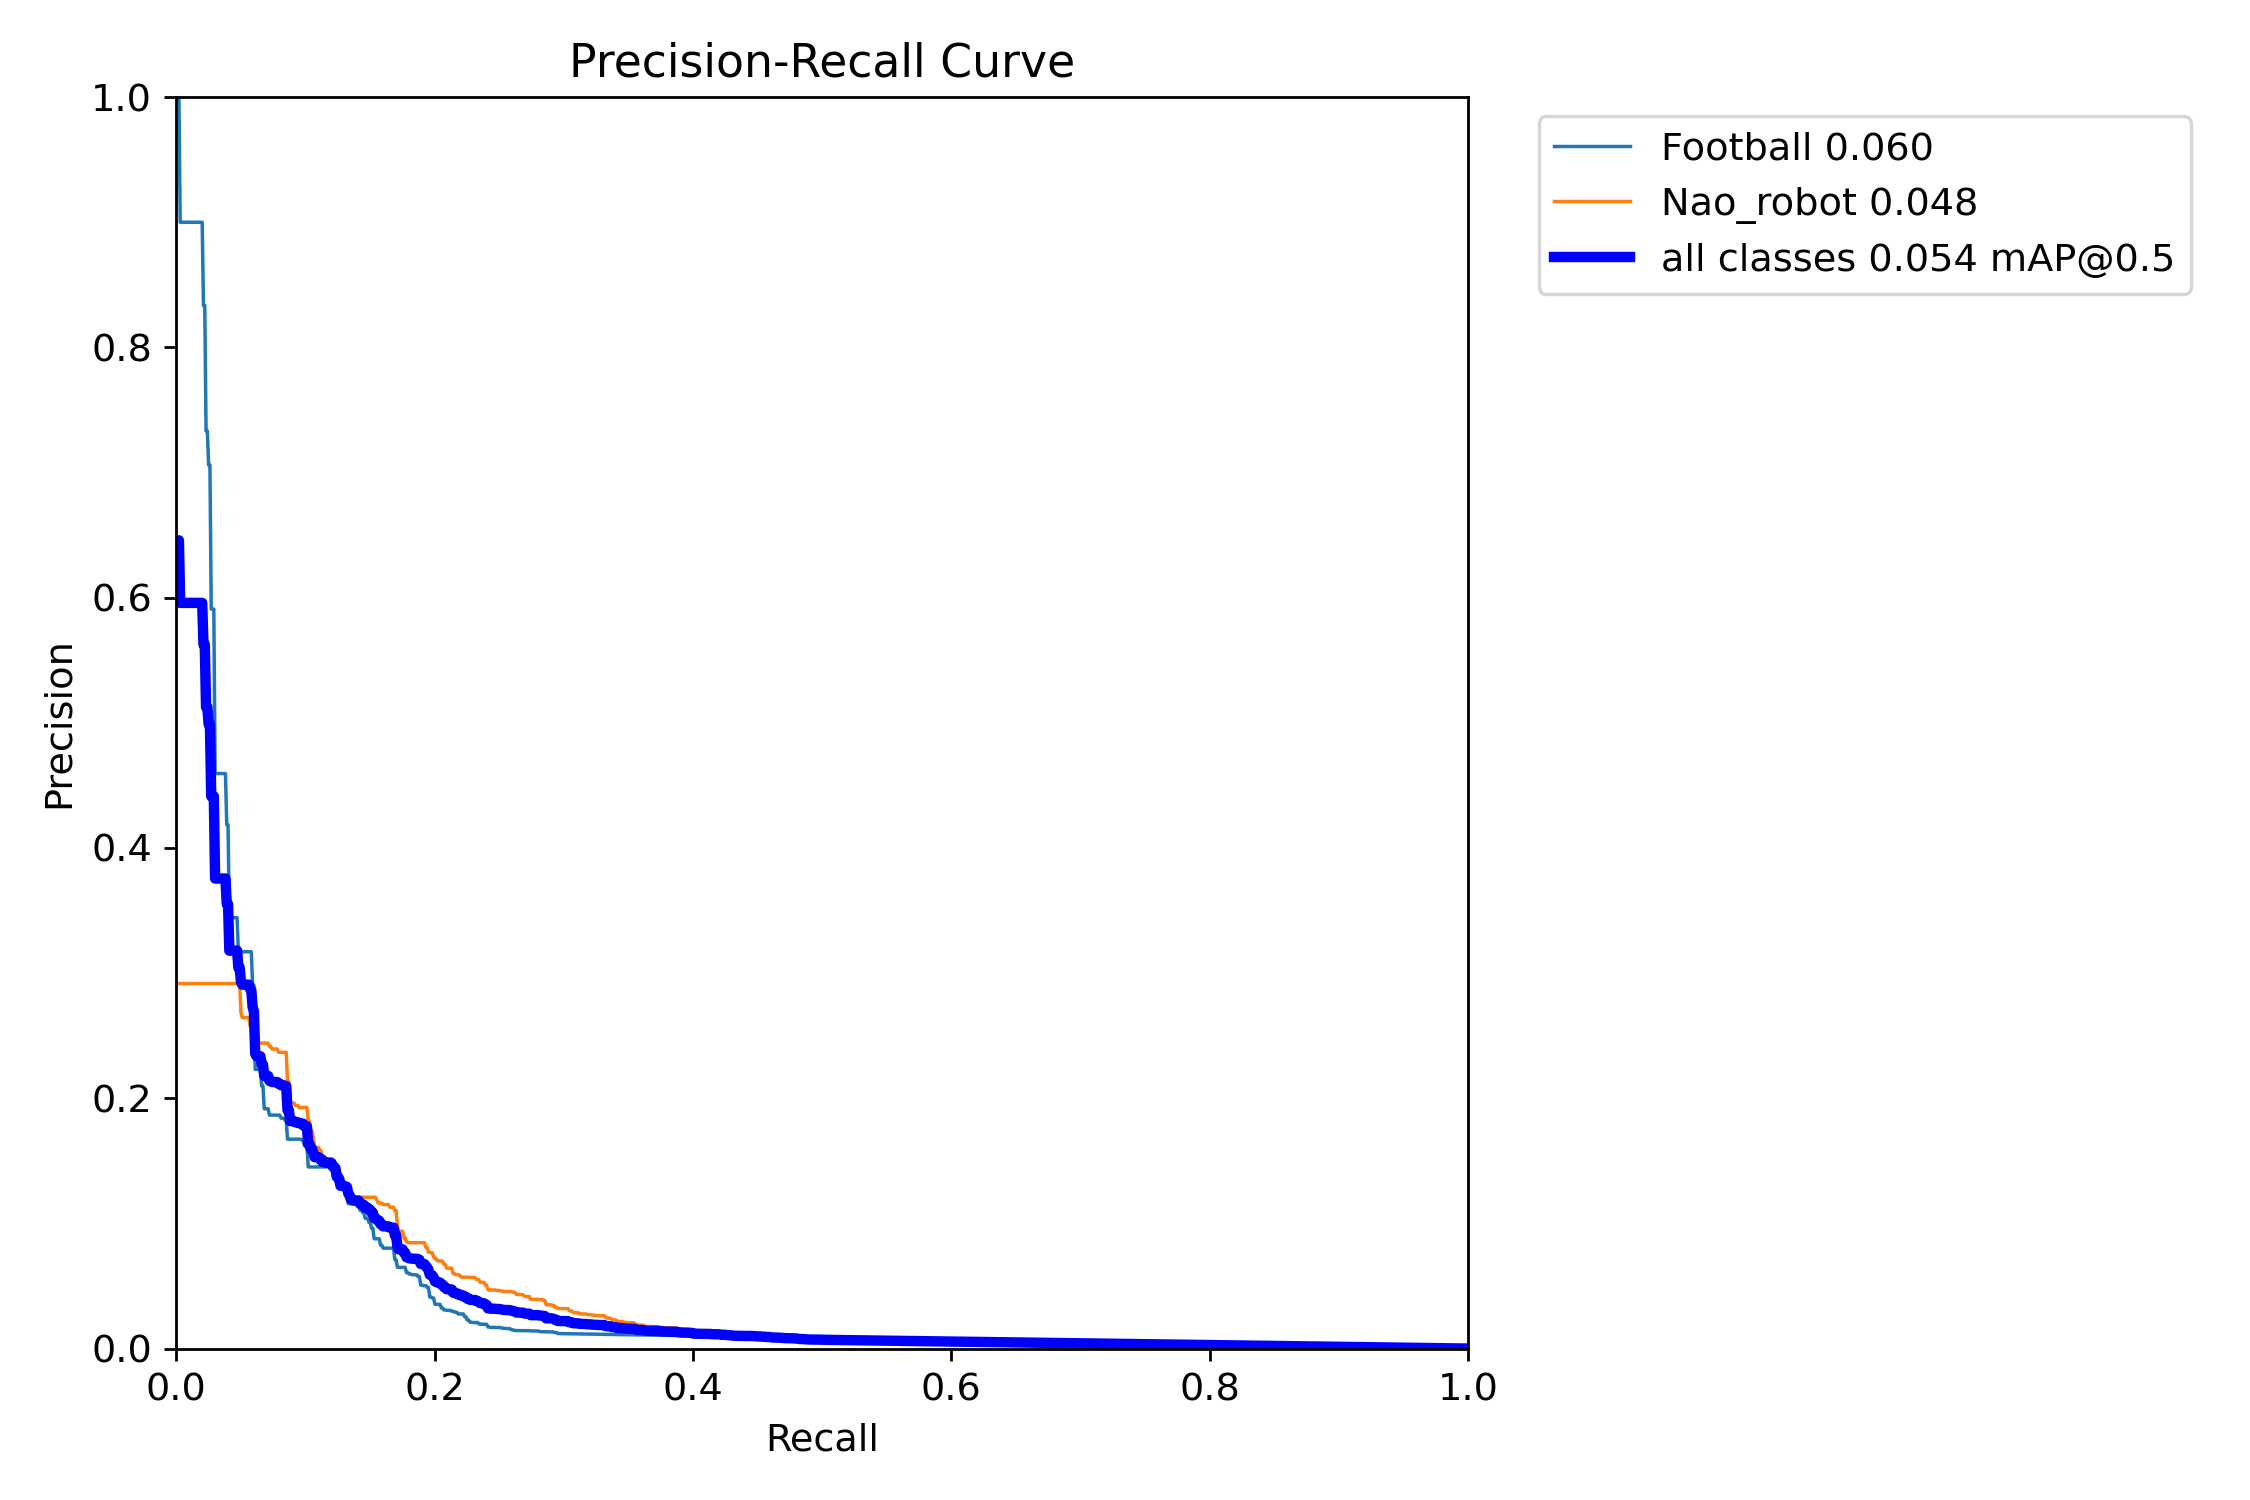 Precision-Recall Curve
1.0
0.8
0.6
0.4
0.2
0.0
Precision
0.0 0.2 0.4 0.6 0.8 1.0
Recall
Football 0.060
Nao_robot 0.048
all classes 0.054 mAP@0.5